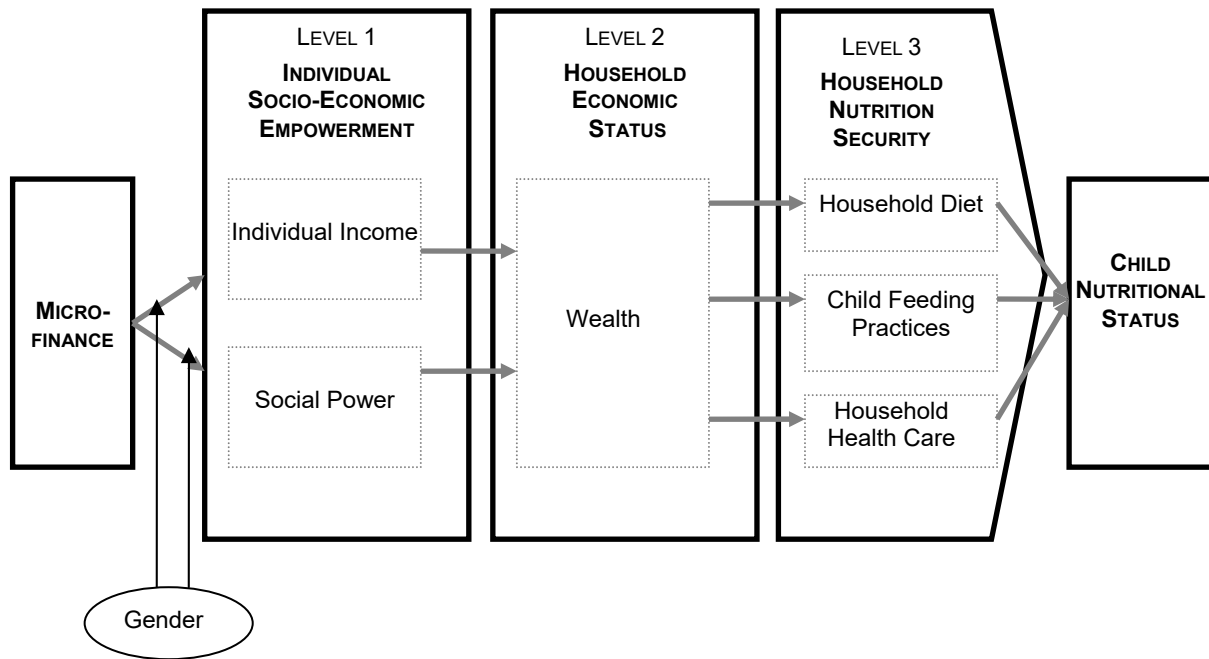 MICRO-
FINANCE
LEVEL 1
INDIVIDUAL
SOCIO-ECONOMIC
EMPOWERMENT
Individual Income
Social Power
LEVEL 2
HOUSEHOLD
ECONOMIC
STATUS
Wealth
LEVEL 3
HOUSEHOLD
NUTRITION
SECURITY
Household Diet
Child Feeding
Practices
Household
Health Care
CHILD
NUTRITIONAL
STATUS
Gender